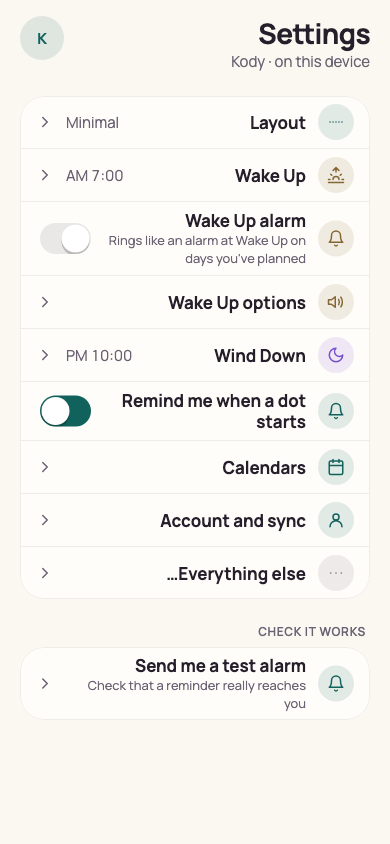 K
Settings
Kody · on this device
Layout
Minimal
Wake Up
AM 7:00
Wake Up alarm
Rings like an alarm at Wake Up on
days you've planned
Wake Up options
Wind Down
PM 10:00
Remind me when a dot
starts
Calendars
Account and sync
...Everything else
CHECK IT WORKS
Send me a test alarm
Check that a reminder really reaches
you